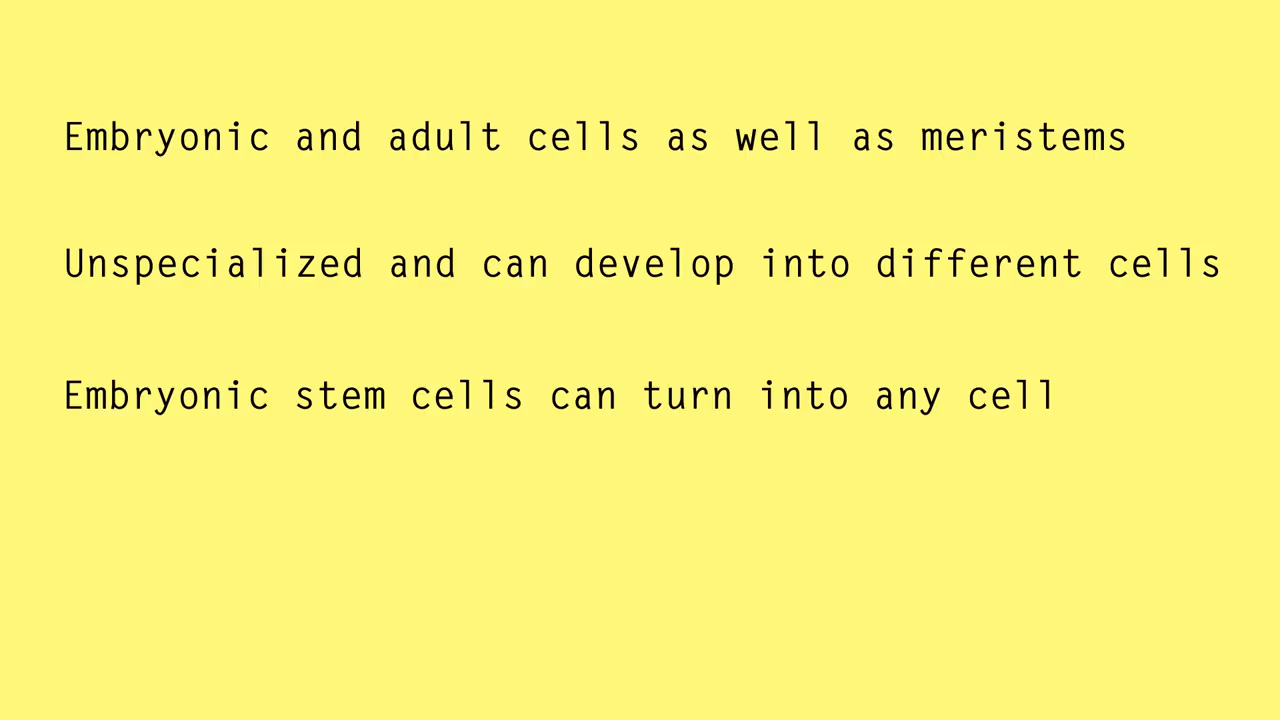 Embryonic and adult cells as well as meristems
Unspecialized and can develop into different cells
Embryonic stem cells can turn into any cell